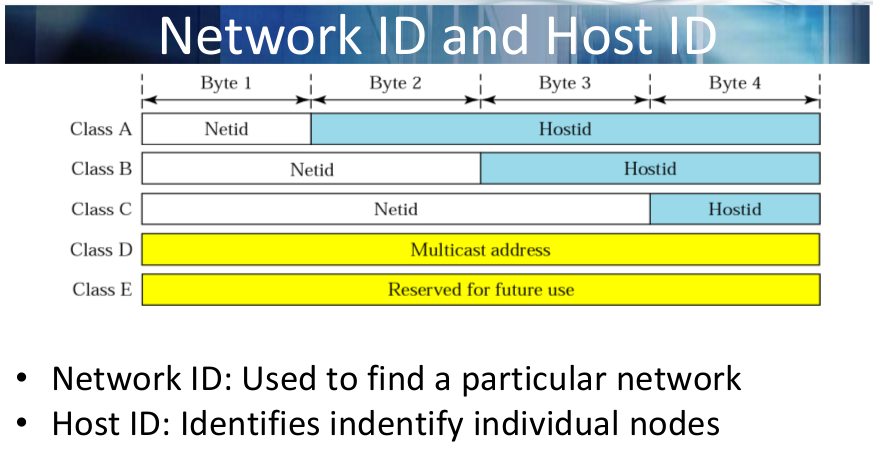 Network ID and Host ID
Byte 1 Byte 2 Byte 3 Byte 4
Class A Netid Hostid
Class B Netid Hostid
Class C Netid Hostid
Class D Multicast address
Class E Reserved for future use
• Network ID: Used to find a particular network
• Host ID: Identifies indentify individual nodes